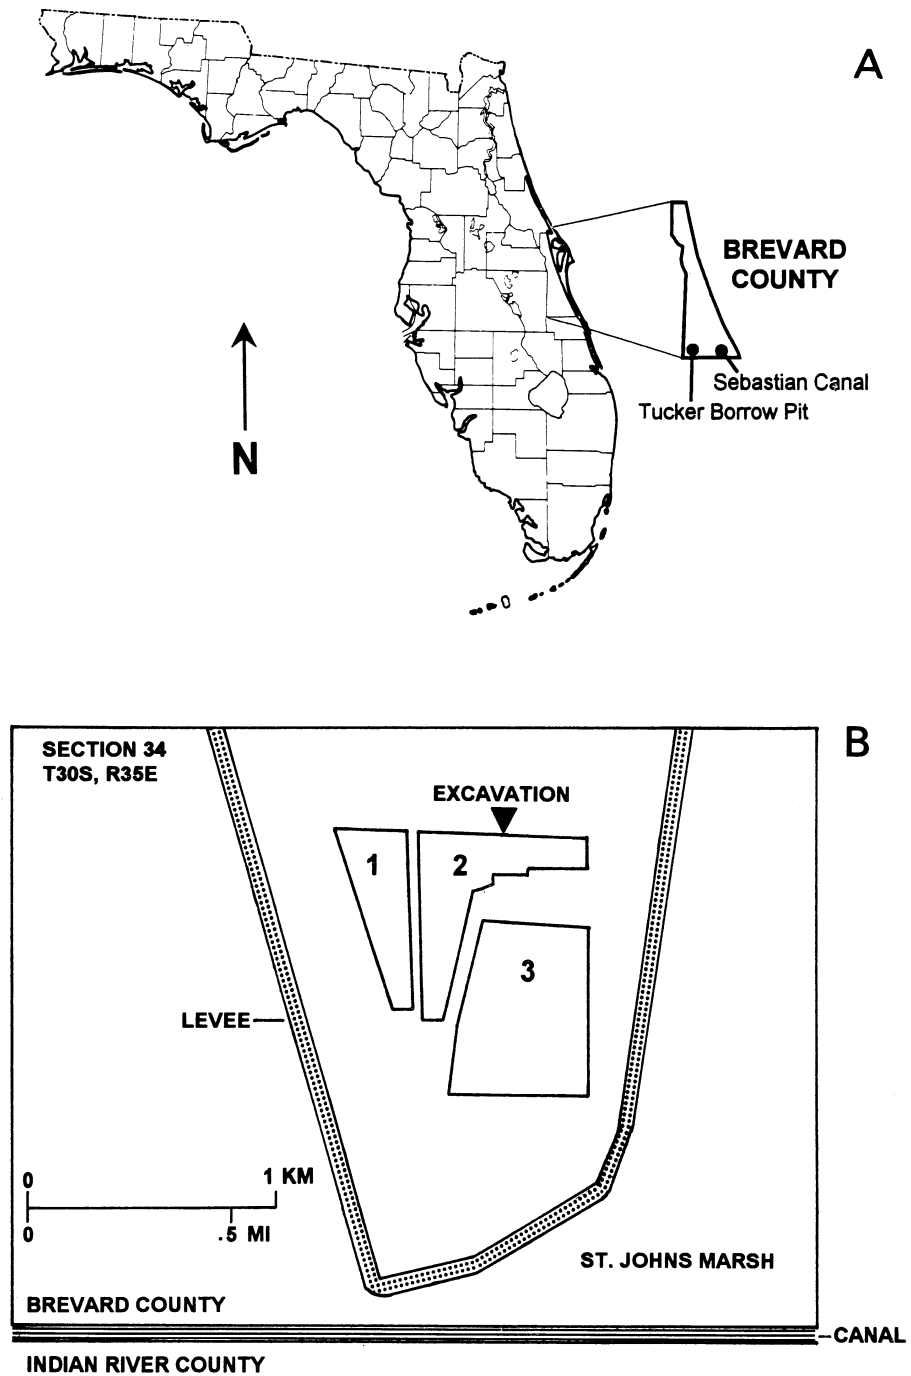 A
BREVARD
COUNTY
Sebastian Canal
Tucker Borrow Pit
N
B
SECTION 34
T30S, R35E
EXCAVATION
1
2
3
LEVEE
0
1 KM
0
.5 MI
ST. JOHNS MARSH
BREVARD COUNTY
CANAL
INDIAN RIVER COUNTY